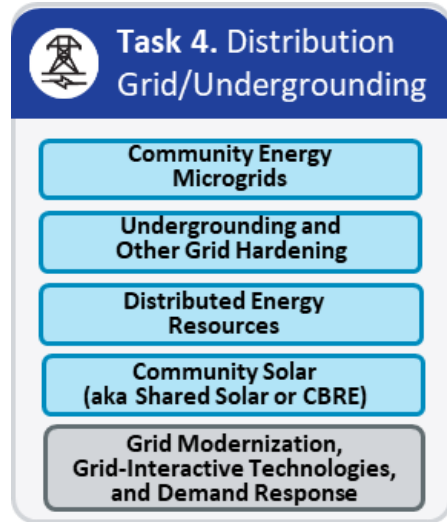 Task 4. Distribution
Grid/Undergrounding
Community Energy
Microgrids
Undergrounding and
Other Grid Hardening
Distributed Energy
Resources
Community Solar
(aka Shared Solar or CBRE)
Grid Modernization,
Grid-Interactive Technologies,
and Demand Response